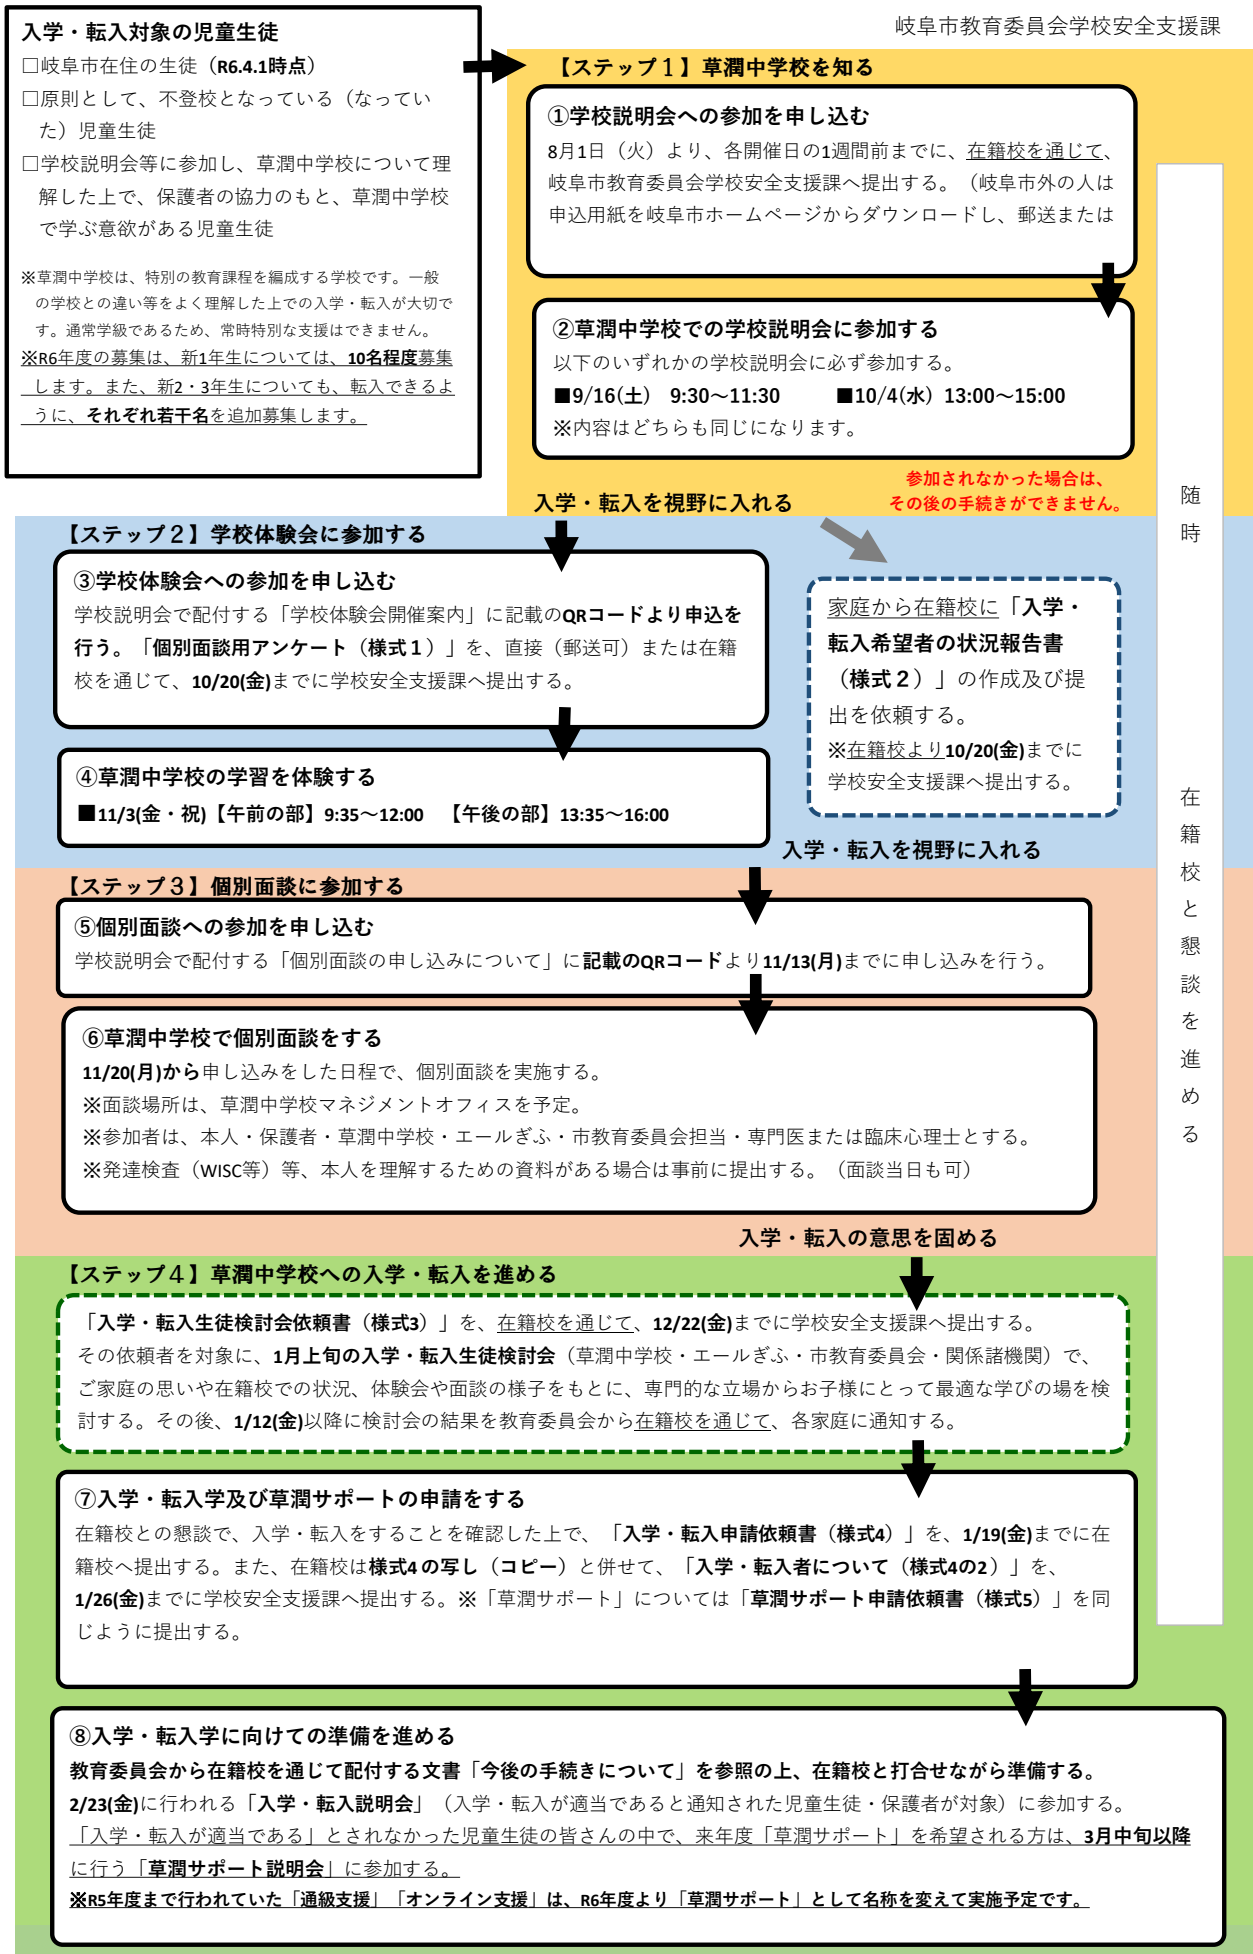 岐阜市教育委員会学校安全支援課
入学・転入対象の児童生徒
□岐阜市在住の生徒（R6.4.1時点）
□原則として、不登校となっている（なってい
た）児童生徒
□学校説明会等に参加し、草潤中学校について理
解した上で、保護者の協力のもと、草潤中学校
で学ぶ意欲がある児童生徒
※草潤中学校は、特別の教育課程を編成する学校です。一般
の学校との違い等をよく理解した上での入学・転入が大切で
す。通常学級であるため、常時特別な支援はできません。
※R6年度の募集は、新1年生については、10名程度募集
します。また、新2・3年生についても、転入できるよ
うに、それぞれ若干名を追加募集します。
【ステップ１】草潤中学校を知る
①学校説明会への参加を申し込む
8月1日（火）より、各開催日の1週間前までに、在籍校を通じて、
岐阜市教育委員会学校安全支援課へ提出する。（岐阜市外の人は
申込用紙を岐阜市ホームページからダウンロードし、郵送または
②草潤中学校での学校説明会に参加する
以下のいずれかの学校説明会に必ず参加する。
■9/16(土)　9:30～11:30　　■10/4(水)　13:00～15:00
※内容はどちらも同じになります。
参加されなかった場合は、
その後の手続きができません。
入学・転入を視野に入れる
【ステップ２】学校体験会に参加する
③学校体験会への参加を申し込む
学校説明会で配付する「学校体験会開催案内」に記載のQRコードより申込を
行う。「個別面談用アンケート（様式１）」を、直接（郵送可）または在籍
校を通じて、10/20(金)までに学校安全支援課へ提出する。
家庭から在籍校に「入学・
転入希望者の状況報告書
（様式２）」の作成及び提
出を依頼する。
※在籍校より10/20(金)までに
学校安全支援課へ提出する。
④草潤中学校の学習を体験する
■11/3(金・祝)【午前の部】9:35～12:00　【午後の部】13:35～16:00
入学・転入を視野に入れる
【ステップ３】個別面談に参加する
⑤個別面談への参加を申し込む
学校説明会で配付する「個別面談の申し込みについて」に記載のQRコードより11/13(月)までに申し込みを行う。
⑥草潤中学校で個別面談をする
11/20(月)から申し込みをした日程で、個別面談を実施する。
※面談場所は、草潤中学校マネジメントオフィスを予定。
※参加者は、本人・保護者・草潤中学校・エールぎふ・市教育委員会担当・専門医または臨床心理士とする。
※発達検査（WISC等）等、本人を理解するための資料がある場合は事前に提出する。（面談当日も可）
入学・転入の意思を固める
【ステップ４】草潤中学校への入学・転入を進める
「入学・転入生徒検討会依頼書（様式3）」を、在籍校を通じて、12/22(金)までに学校安全支援課へ提出する。
その依頼者を対象に、1月上旬の入学・転入生徒検討会（草潤中学校・エールぎふ・市教育委員会・関係諸機関）で、
ご家庭の思いや在籍校での状況、体験会や面談の様子をもとに、専門的な立場からお子様にとって最適な学びの場を検
討する。その後、1/12(金)以降に検討会の結果を教育委員会から在籍校を通じて、各家庭に通知する。
⑦入学・転入学及び草潤サポートの申請をする
在籍校との懇談で、入学・転入をすることを確認した上で、「入学・転入申請依頼書（様式4）」を、1/19(金)までに在
籍校へ提出する。また、在籍校は様式4の写し（コピー）と併せて、「入学・転入者について（様式4の2）」を、
1/26(金)までに学校安全支援課へ提出する。※「草潤サポート」については「草潤サポート申請依頼書（様式5）」を同
じように提出する。
⑧入学・転入学に向けての準備を進める
教育委員会から在籍校を通じて配付する文書「今後の手続きについて」を参照の上、在籍校と打合せながら準備する。
2/23(金)に行われる「入学・転入説明会」（入学・転入が適当であると通知された児童生徒・保護者が対象）に参加する。
「入学・転入が適当である」とされなかった児童生徒の皆さんの中で、来年度「草潤サポート」を希望される方は、3月中旬以降
に行う「草潤サポート説明会」に参加する。
※R5年度まで行われていた「通級支援」「オンライン支援」は、R6年度より「草潤サポート」として名称を変えて実施予定です。
随時　在籍校と懇談を進める